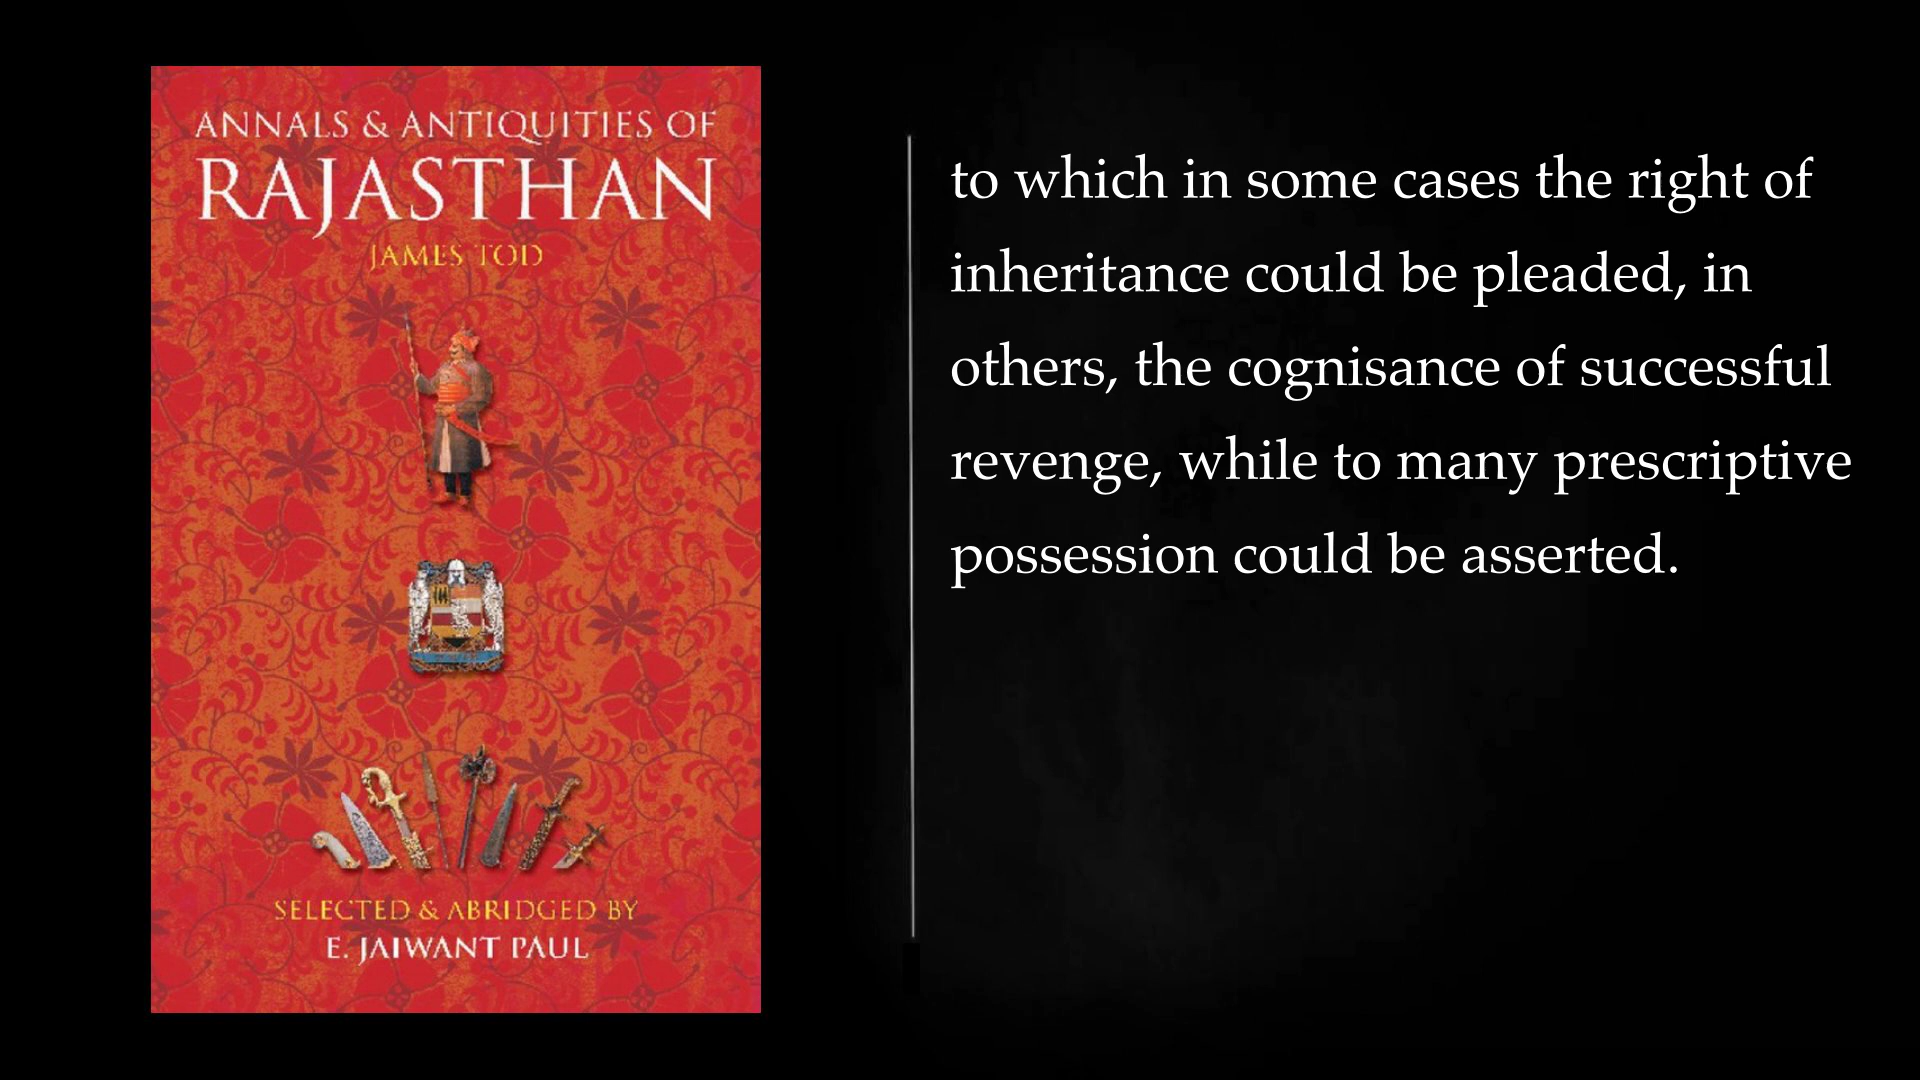 ANNALS & ANTIQUITIES OF
RAJASTHAN
JAMES TOD
SELECTED & ABRIDGED BY
E. JAIWANT PAUL
to which in some cases the right of
inheritance could be pleaded, in
others, the cognisance of successful
revenge, while to many prescriptive
possession could be asserted.